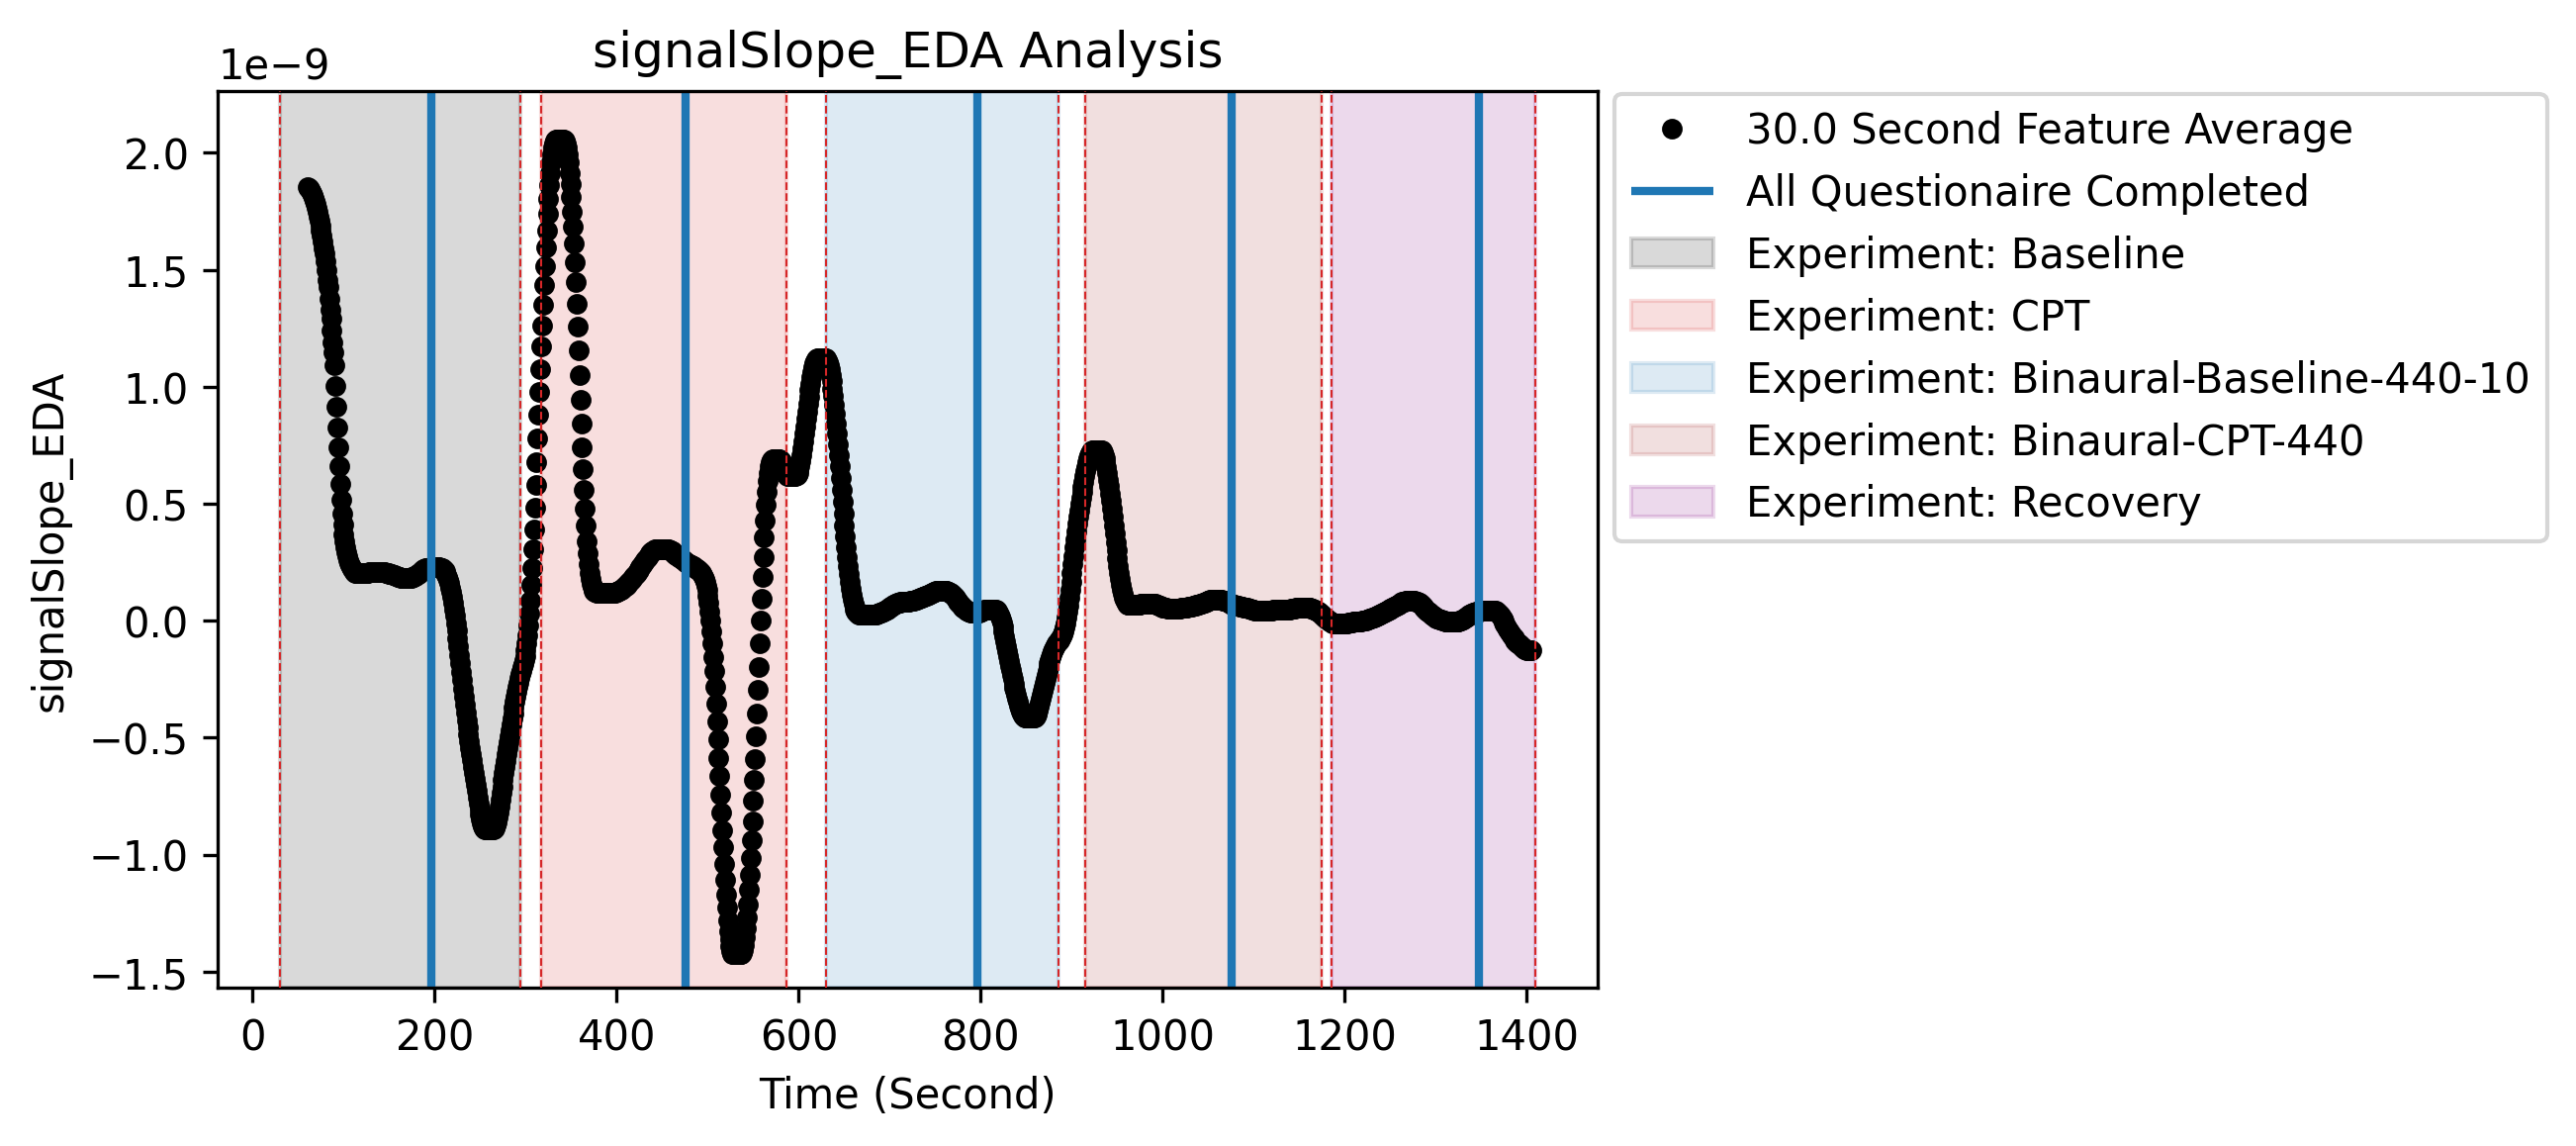 signalSlope_EDA Analysis
1e−9
2.0
1.5
1.0
0.5
0.0
−0.5
−1.0
−1.5
signalSlope_EDA
0 200 400 600 800 1000 1200 1400
Time (Second)
30.0 Second Feature Average
All Questionaire Completed
Experiment: Baseline
Experiment: CPT
Experiment: Binaural-Baseline-440-10
Experiment: Binaural-CPT-440
Experiment: Recovery